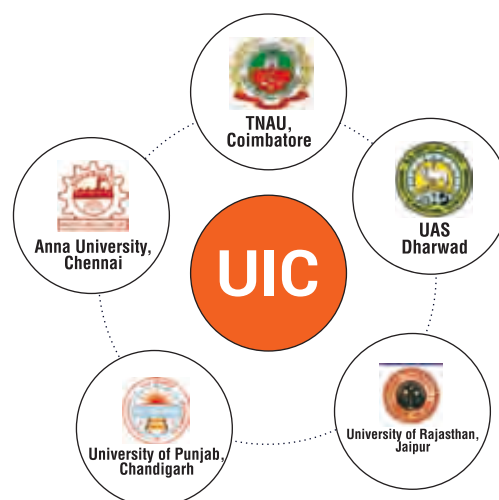 TNAU,
Coimbatore
Anna University,
Chennai
UAS
Dharwad
UIC
University of Punjab,
Chandigarh
University of Rajasthan,
Jaipur